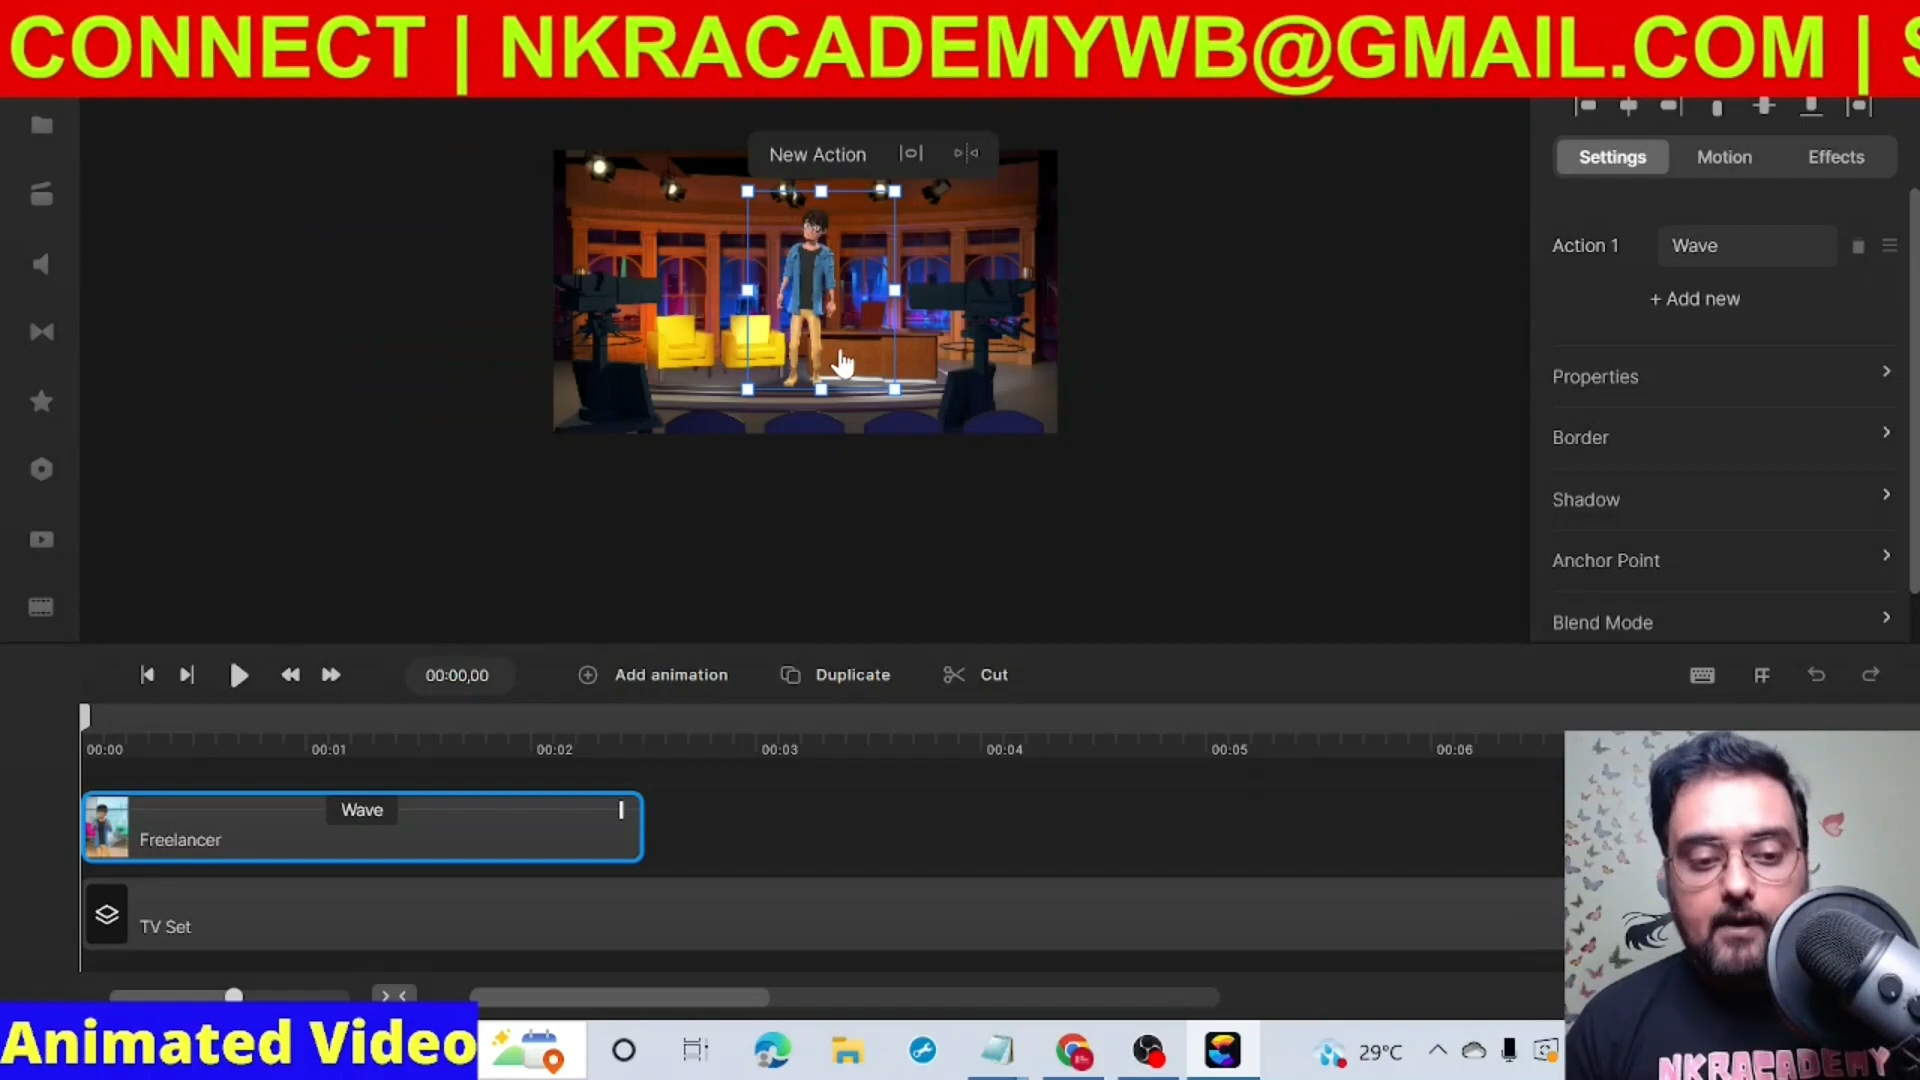 CONNECT | NKRACADEMYWB@GMAIL.COM |
New Action
Settings Motion Effects
Action 1 Wave
+ Add new
Properties
Border
Shadow
Anchor Point
Blend Mode
00:00,00 Add animation Duplicate Cut
00:00 00:01 00:02 00:03 00:04 00:05 00:06
Wave
Freelancer
TV Set
Animated Video
29°C
NKRACADEMY